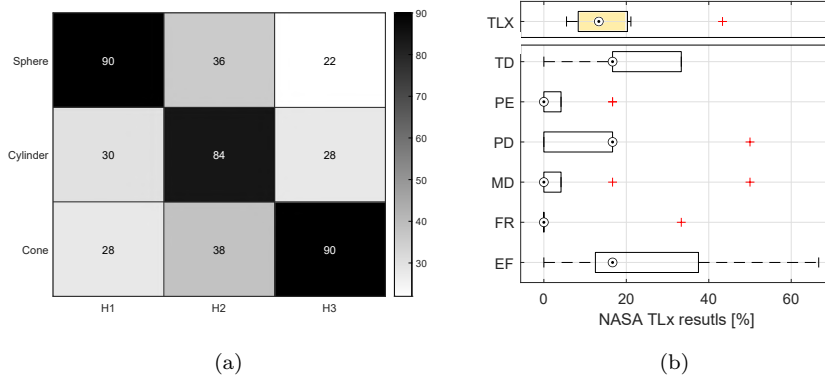 Sphere 90 36 22
Cylinder 30 84 28
Cone 28 38 90
H1 H2 H3
90
80
70
60
50
40
30
(a)
TLX
TD
PE
PD
MD
FR
EF
0 20 40 60
NASA TLx resutls [%]
(b)